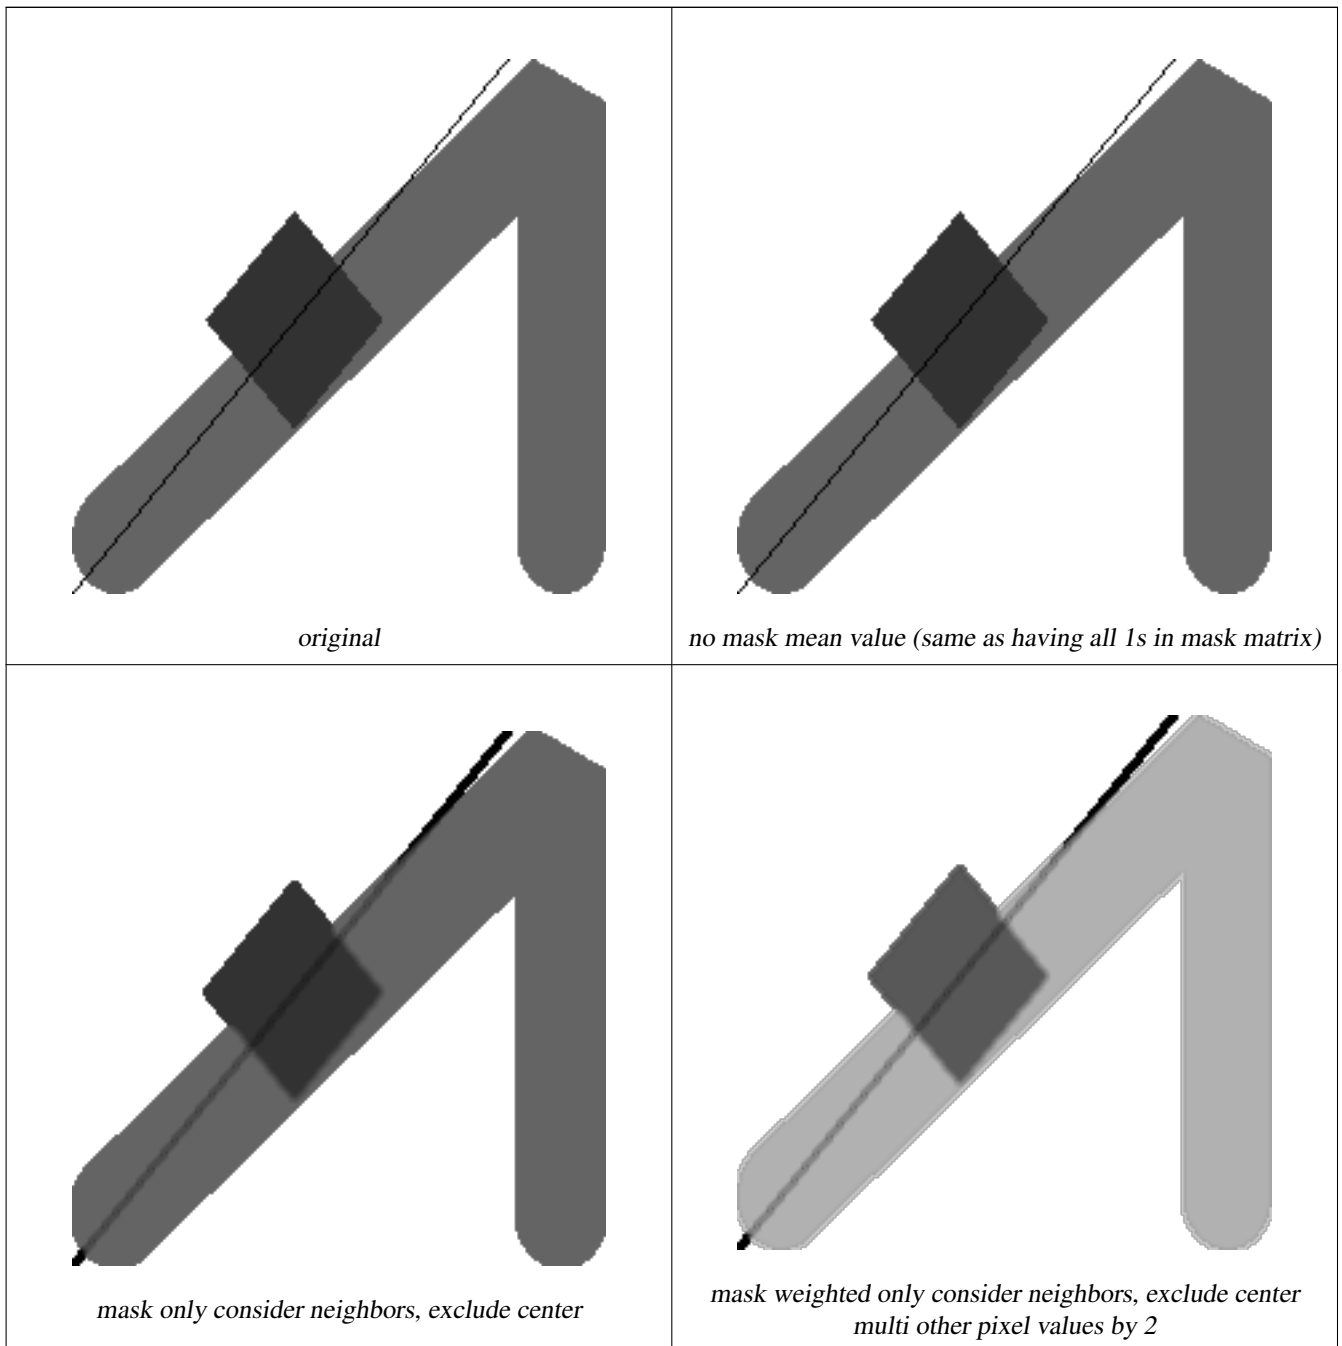 original
no mask mean value (same as having all 1s in mask matrix)
mask only consider neighbors, exclude center
mask weighted only consider neighbors, exclude center
multi other pixel values by 2